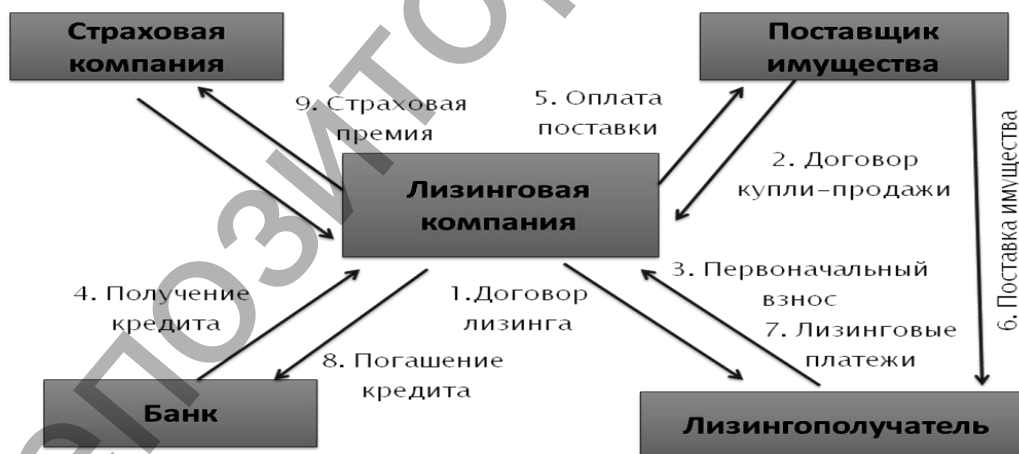 Страховая
компания
Поставщик
имущества
9. Страховая
премия
5. Оплата
поставки
2. Договор
купли-продажи
6. Поставка имущества
Лизинговая
компания
4. Получение
кредита
1.Договор
лизинга
3. Первоначальный
взнос
7. Лизинговые
платежи
8. Погашение
кредита
Банк
Лизингополучатель